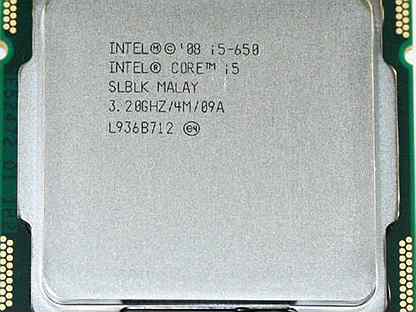 INTEL®©'08 i5-650
INTEL® CORE™ i5
SLBLK MALAY
3.20GHZ/4M/09A
L936B712 e4